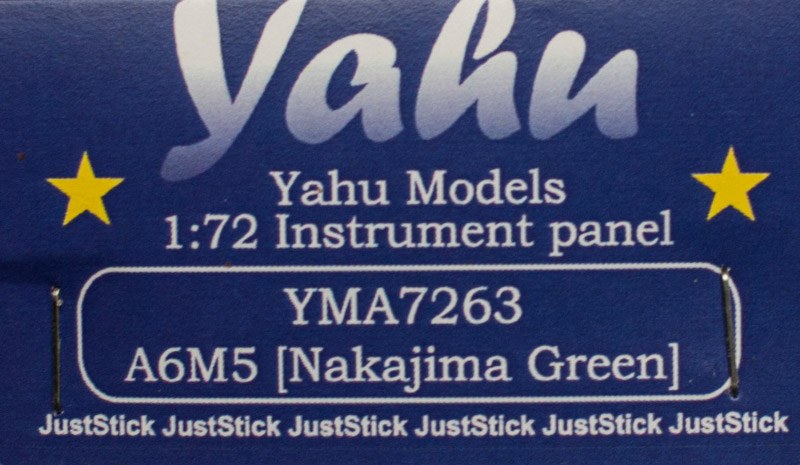 Yahu
Yahu Models
1:72 Instrument panel
YMA7263
A6M5 [Nakajima Green]
JustStick JustStick JustStick JustStick JustStick JustStick